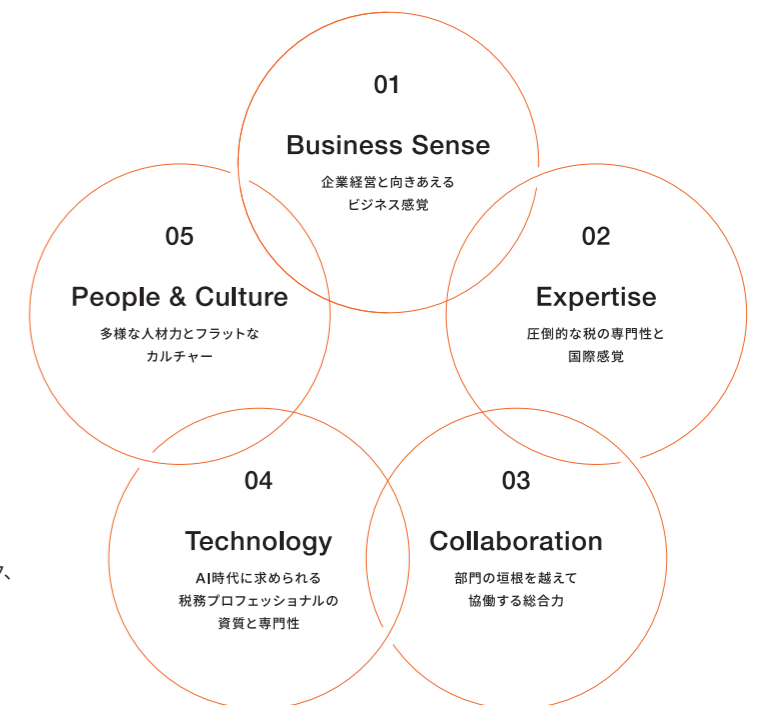 01
Business Sense
企業経営と向きあえる
ビジネス感覚
02
Expertise
圧倒的な税の専門性と
国際感覚
03
Collaboration
部門の垣根を越えて
協働する総合力
04
Technology
AI時代に求められる
税務プロフェッショナルの
資質と専門性
05
People & Culture
多様な人材力とフラットな
カルチャー